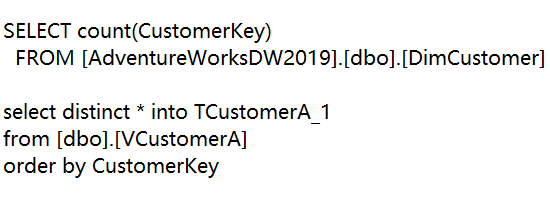 SELECT count(CustomerKey)
FROM [AdventureWorksDW2019].[dbo].[DimCustomer]
select distinct * into TCustomerA_1
from [dbo].[VCustomerA]
order by CustomerKey